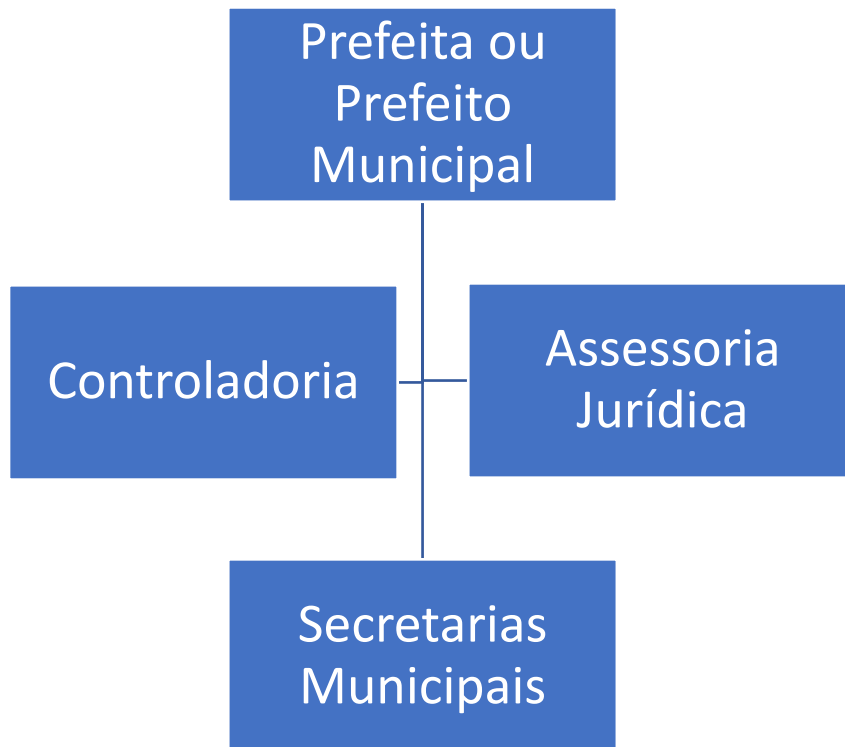 Prefeita ou
Prefeito
Municipal
Controladoria
Assessoria
Jurídica
Secretarias
Municipais